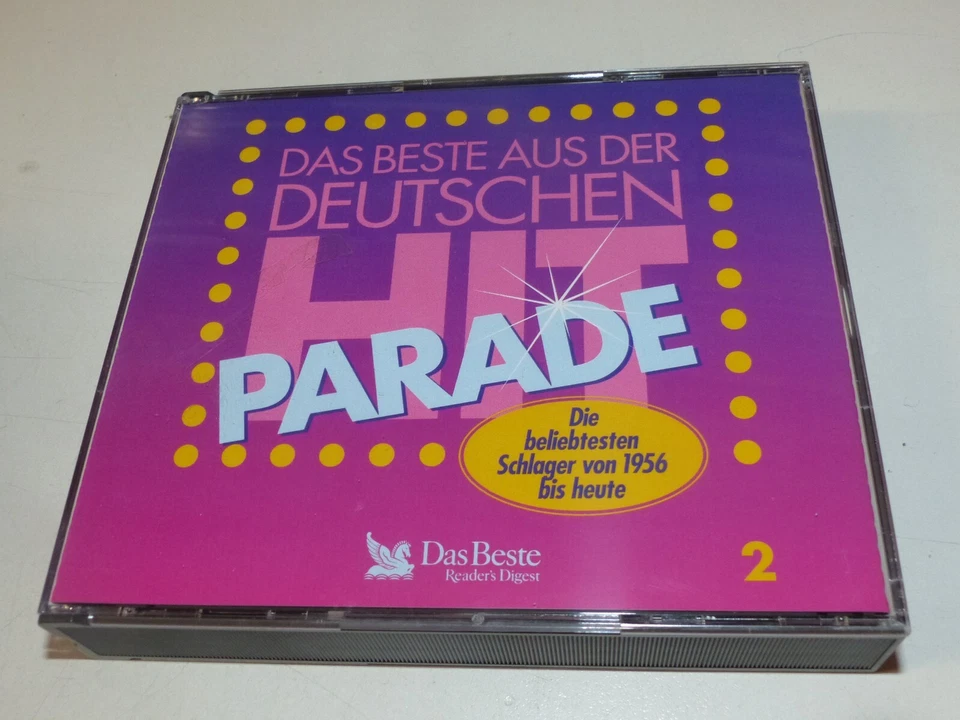 DAS BESTE AUS DER
DEUTSCHEN
HIT
PARADE
Die
beliebtesten
Schlager von 1956
bis heute
Das Beste
Reader's Digest
2